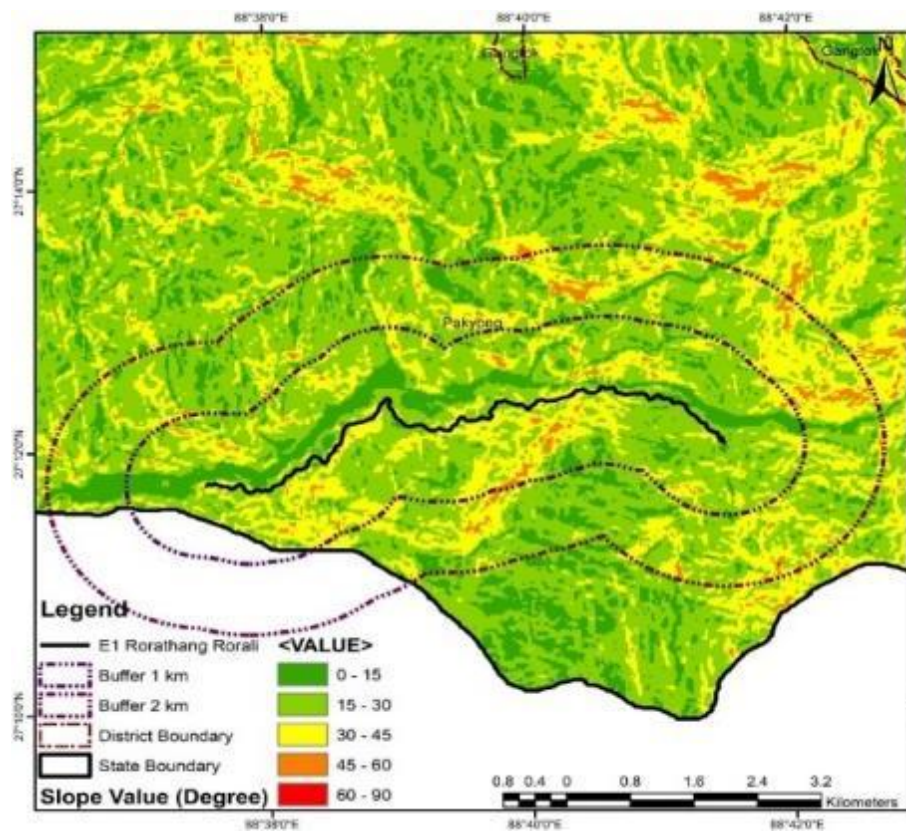 88°38'0"E 88°40'0"E 88°42'0"E
N
27°14'0"N
Pakyong
27°12'0"N
27°10'0"N
Legend
E1 Rorathang Rorali
Buffer 1 km
Buffer 2 km
District Boundary
State Boundary
Slope Value (Degree)
<VALUE>
0 - 15
15 - 30
30 - 45
45 - 60
60 - 90
0.8 0.4 0 0.8 1.6 2.4 3.2
Kilometers
88°38'0"E 88°40'0"E 88°42'0"E